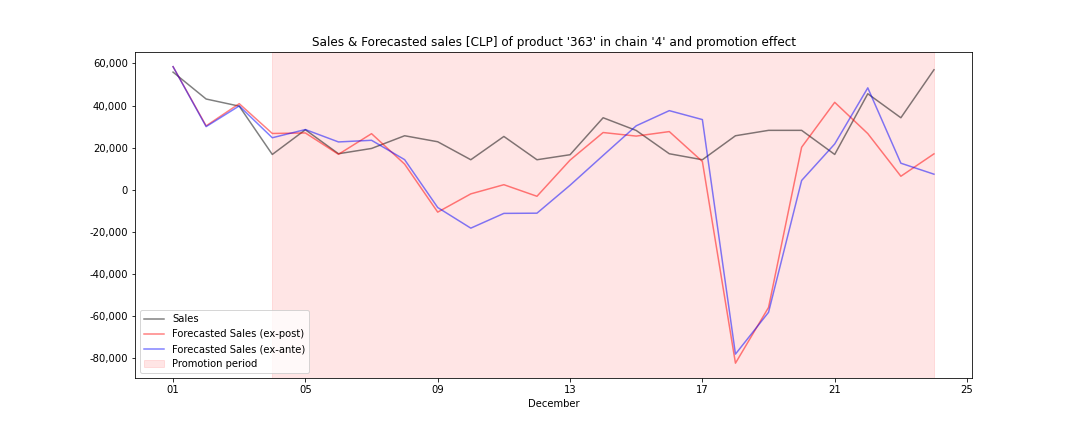 Sales & Forecasted sales [CLP] of product '363' in chain '4' and promotion effect
60,000
40,000
20,000
0
-20,000
-40,000
-60,000
-80,000
Sales
Forecasted Sales (ex-post)
Forecasted Sales (ex-ante)
Promotion period
01 05 09 13 17 21 25
December